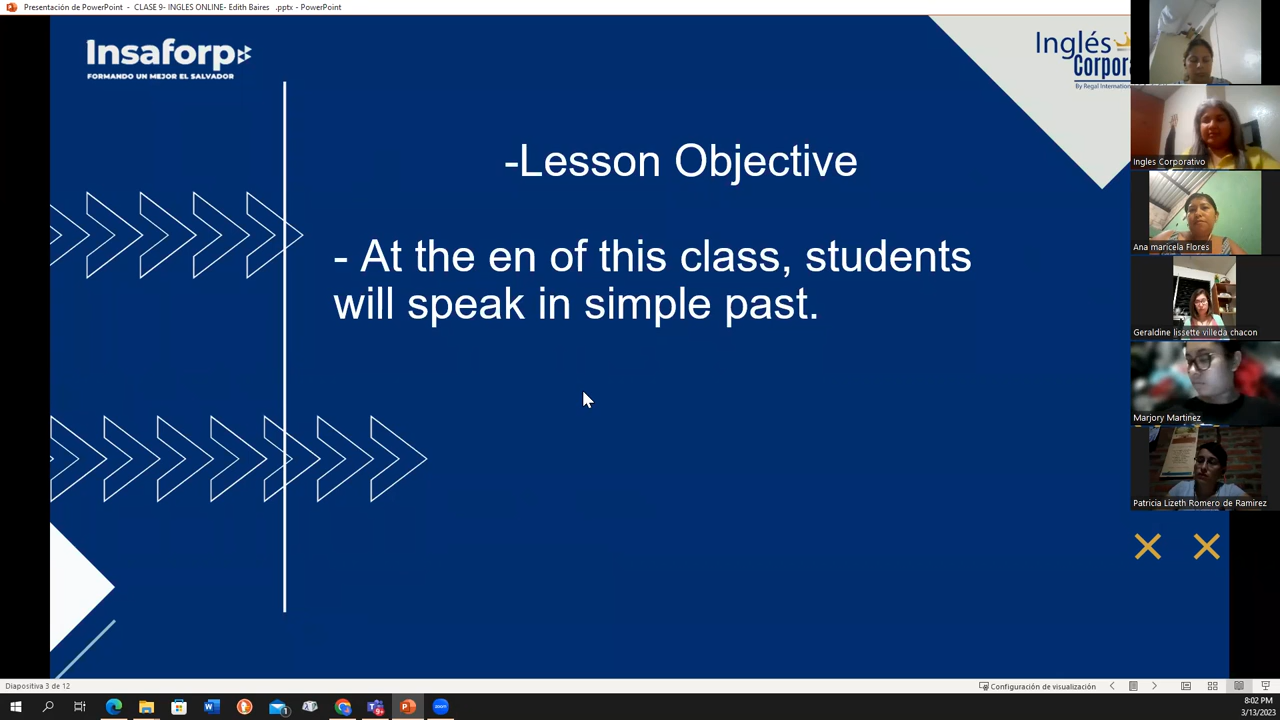 Presentación de PowerPoint - CLASE 9- INGLES ONLINE- Edith Baires .pptx - PowerPoint
Insaforp
FORMANDO UN MEJOR EL SALVADOR
Inglés
Corpora
By Regal Internation
-Lesson Objective
- At the en of this class, students
will speak in simple past.
Ingles Corporativo
Ana maricela Flores
Geraldine lissette villeda chacon
Marjory Martinez
Patricia Lizeth Romero de Ramirez
Diapositiva 3 de 12
Configuración de visualización
8:02 PM
3/13/2023